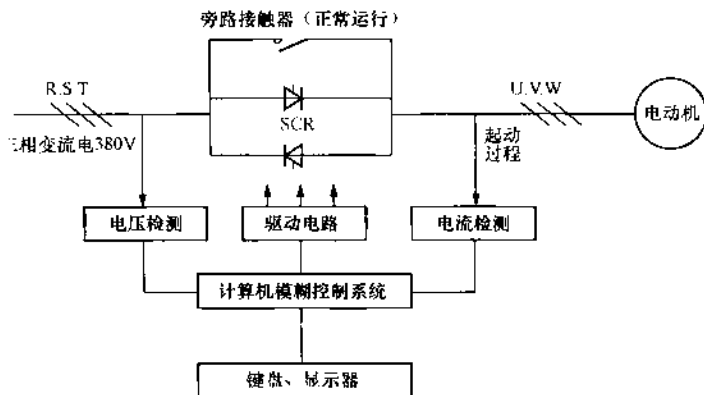 旁路接触器（正常运行）
R.S.T
U.V.W
相变流电380V
SCR
电动机
起动
过程
电压检测
驱动电路
电流检测
计算机模糊控制系统
键盘、显示器